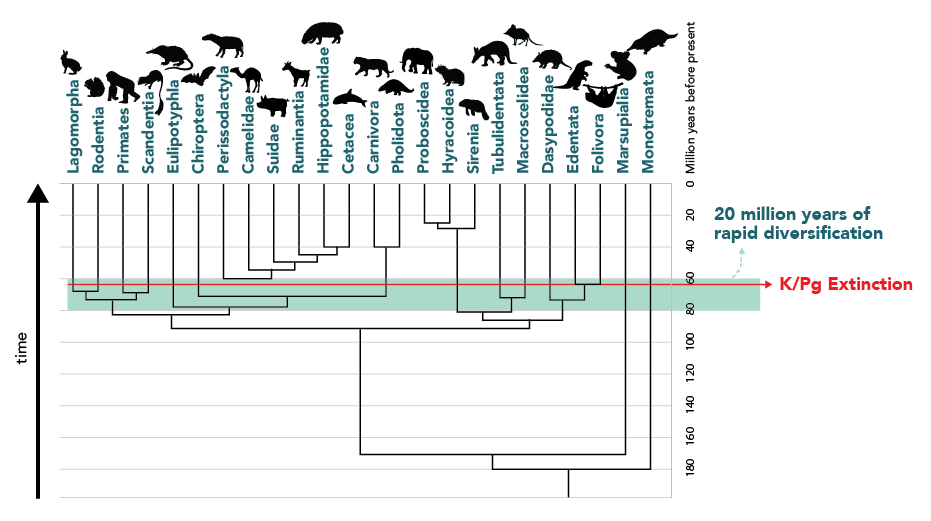 Lagomorpha
Rodentia
Primates
Scandentia
Eulipotyphla
Chiroptera
Perissodactyla
Camelidae
Suidae
Ruminantia
Hippopotamidae
Cetacea
Carnivora
Pholidota
Proboscidea
Hyracoidea
Sirenia
Tubulidentata
Macroscelidea
Dasypodidae
Edentata
Folivora
Marsupialia
Monotremata
Million years before present
0
20
40
60
80
100
120
140
160
180
20 million years of
rapid diversification
K/Pg Extinction
time